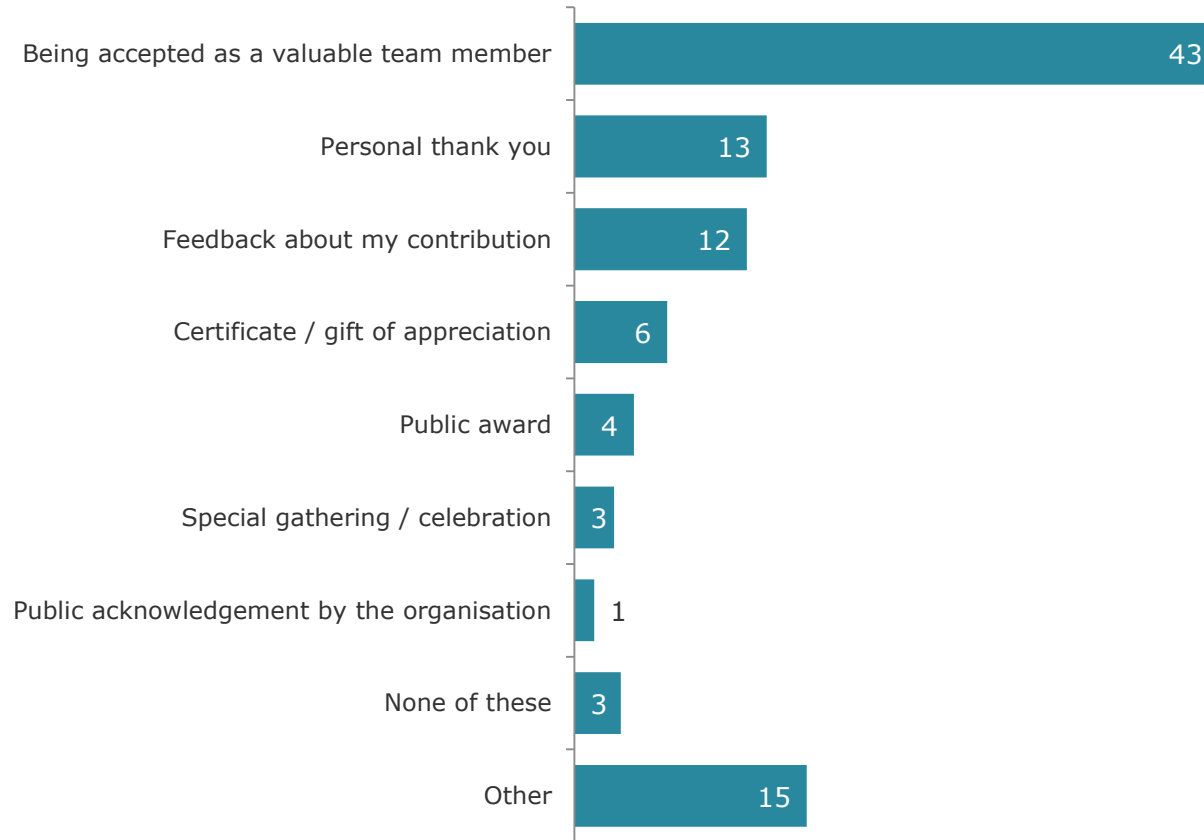 Being accepted as a valuable team member 43
Personal thank you 13
Feedback about my contribution 12
Certificate / gift of appreciation 6
Public award 4
Special gathering / celebration 3
Public acknowledgement by the organisation 1
None of these 3
Other 15